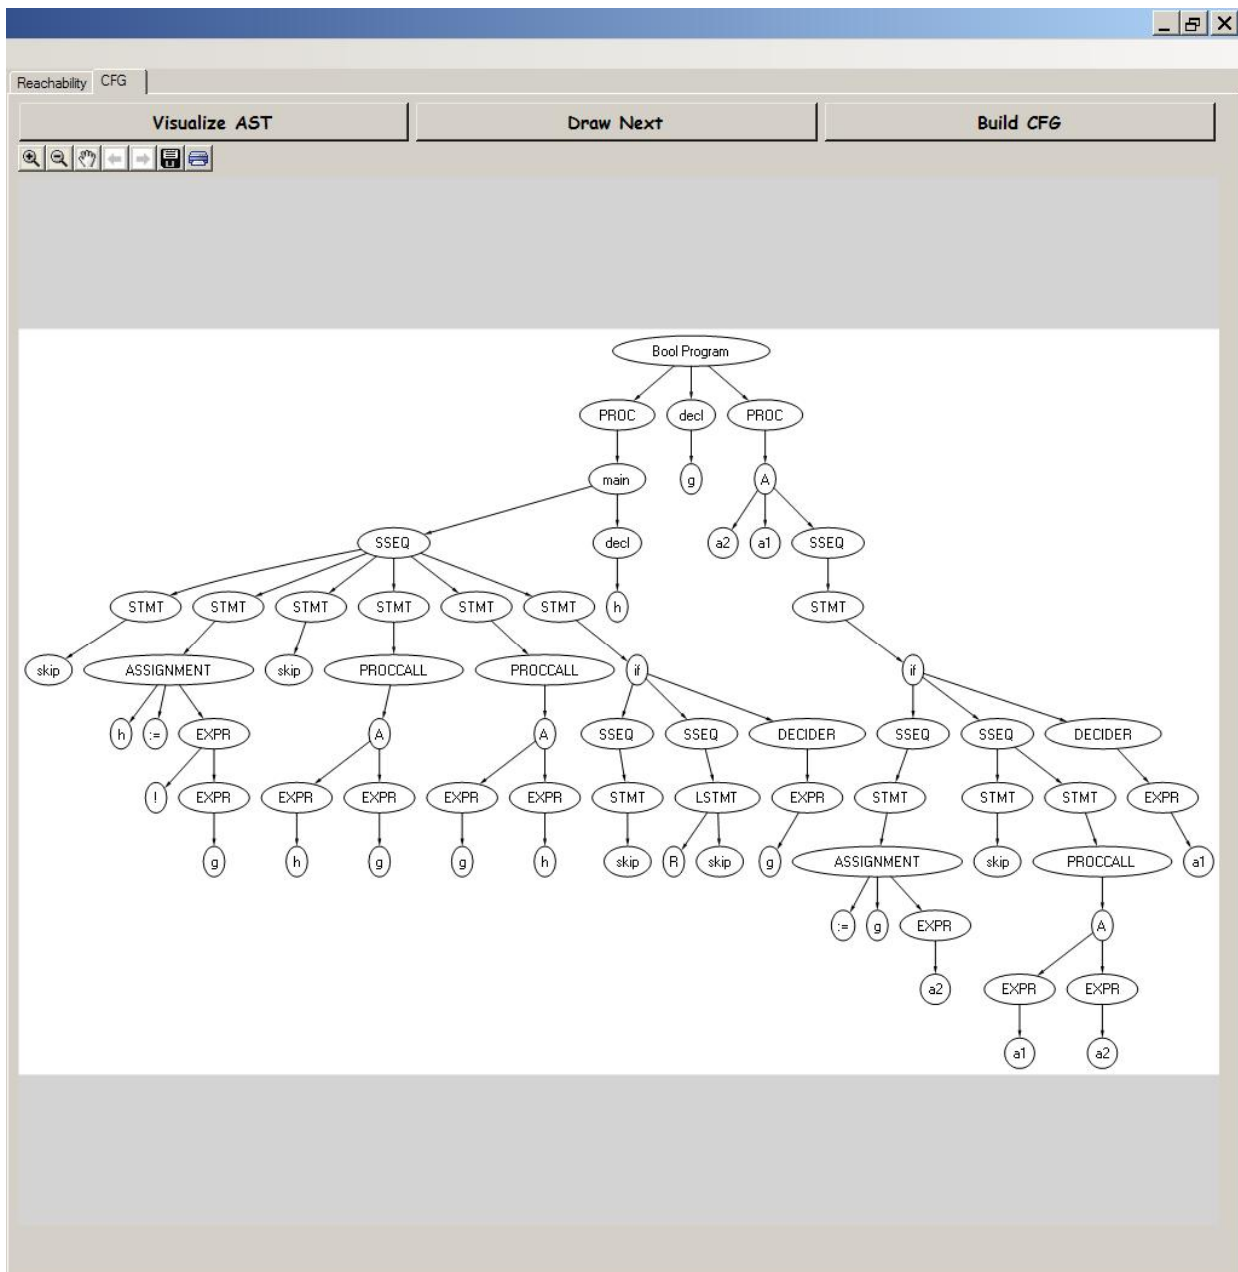 Reachability CFG
Visualize AST Draw Next Build CFG
Bool Program
PROC decl PROC
main g A
SSEQ decl a2 a1 SSEQ
STMT STMT STMT STMT STMT STMT h STMT
skip ASSIGNMENT skip PROCCALL PROCCALL if if
h := EXPR A A SSEQ SSEQ DECIDER SSEQ SSEQ DECIDER
! EXPR EXPR EXPR EXPR EXPR STMT LSTMT EXPR STMT STMT STMT EXPR
g h g g h skip R skip g ASSIGNMENT skip PROCCALL a1
:= g EXPR A
a2 EXPR EXPR
a1 a2